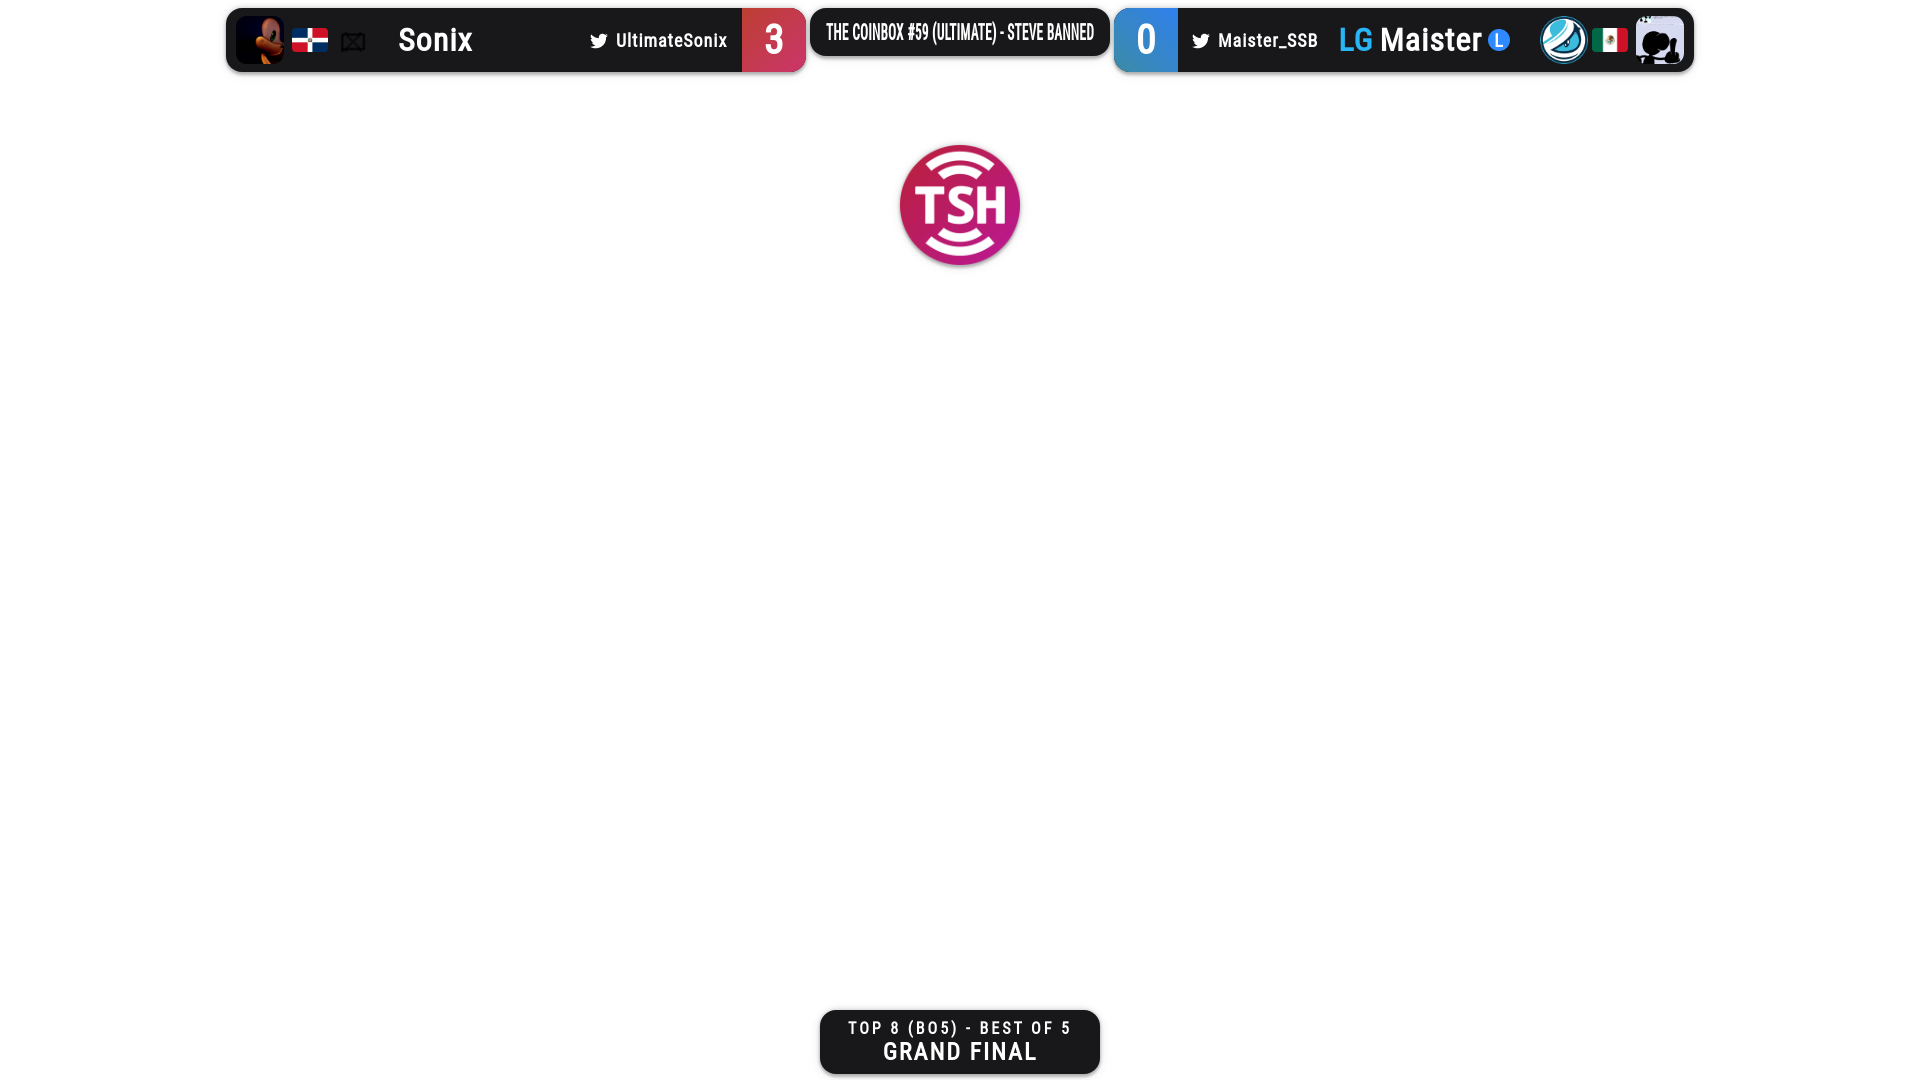 Sonix
UltimateSonix
3
THE COINBOX #59 (ULTIMATE) - STEVE BANNED
0
Maister_SSB
LG Maister L
TSH
TOP 8 (BO5) - BEST OF 5
GRAND FINAL